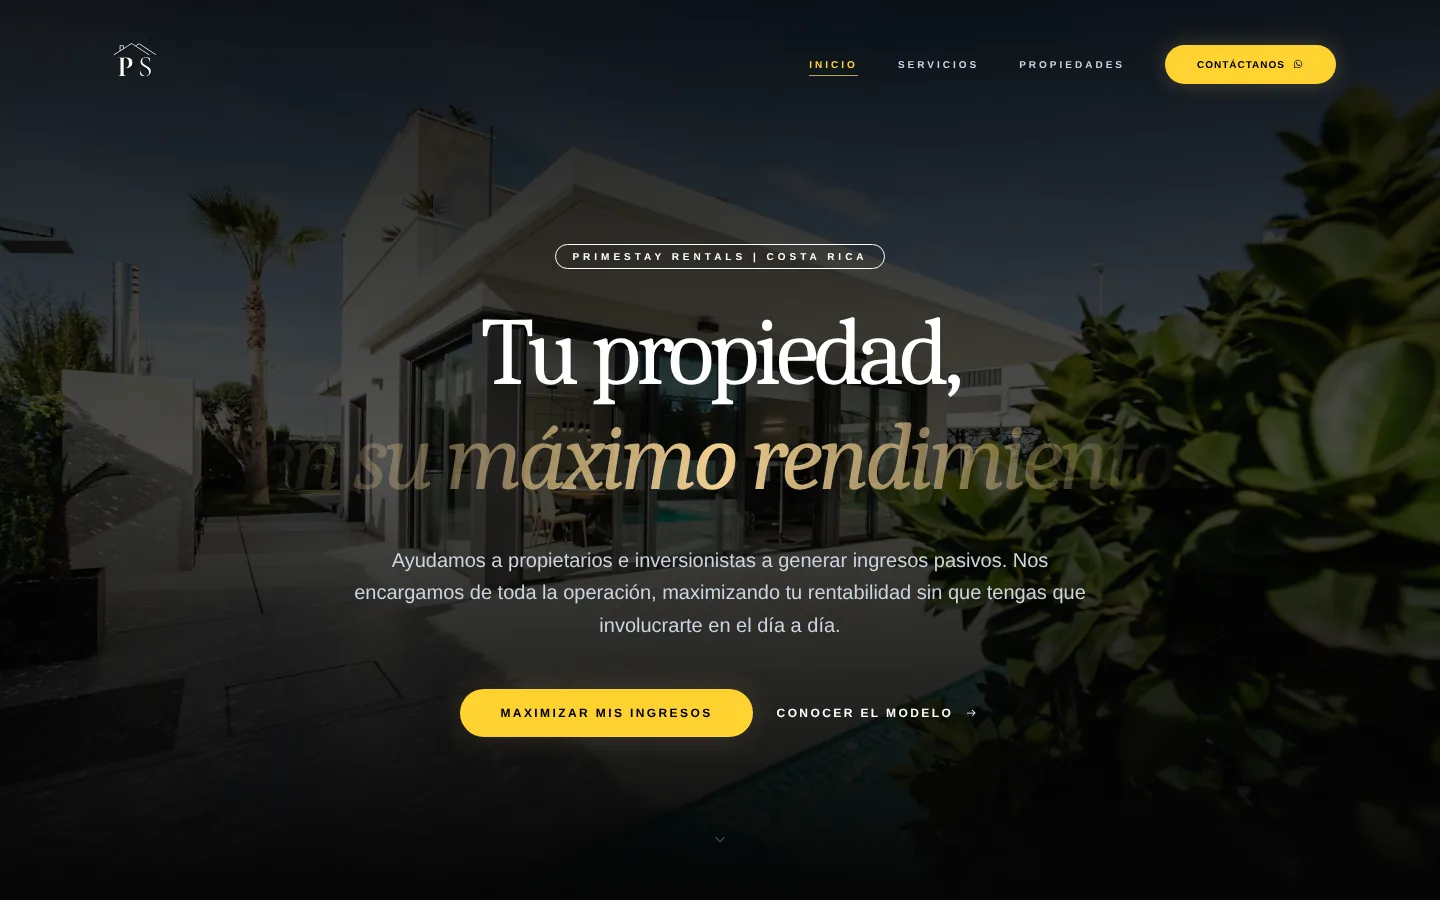 P S
INICIO
SERVICIOS
PROPIEDADES
CONTÁCTANOS
PRIMESTAY RENTALS | COSTA RICA
Tu propiedad,
en su máximo rendimiento
Ayudamos a propietarios e inversionistas a generar ingresos pasivos. Nos
encargamos de toda la operación, maximizando tu rentabilidad sin que tengas que
involucrarte en el día a día.
MAXIMIZAR MIS INGRESOS
CONOCER EL MODELO →